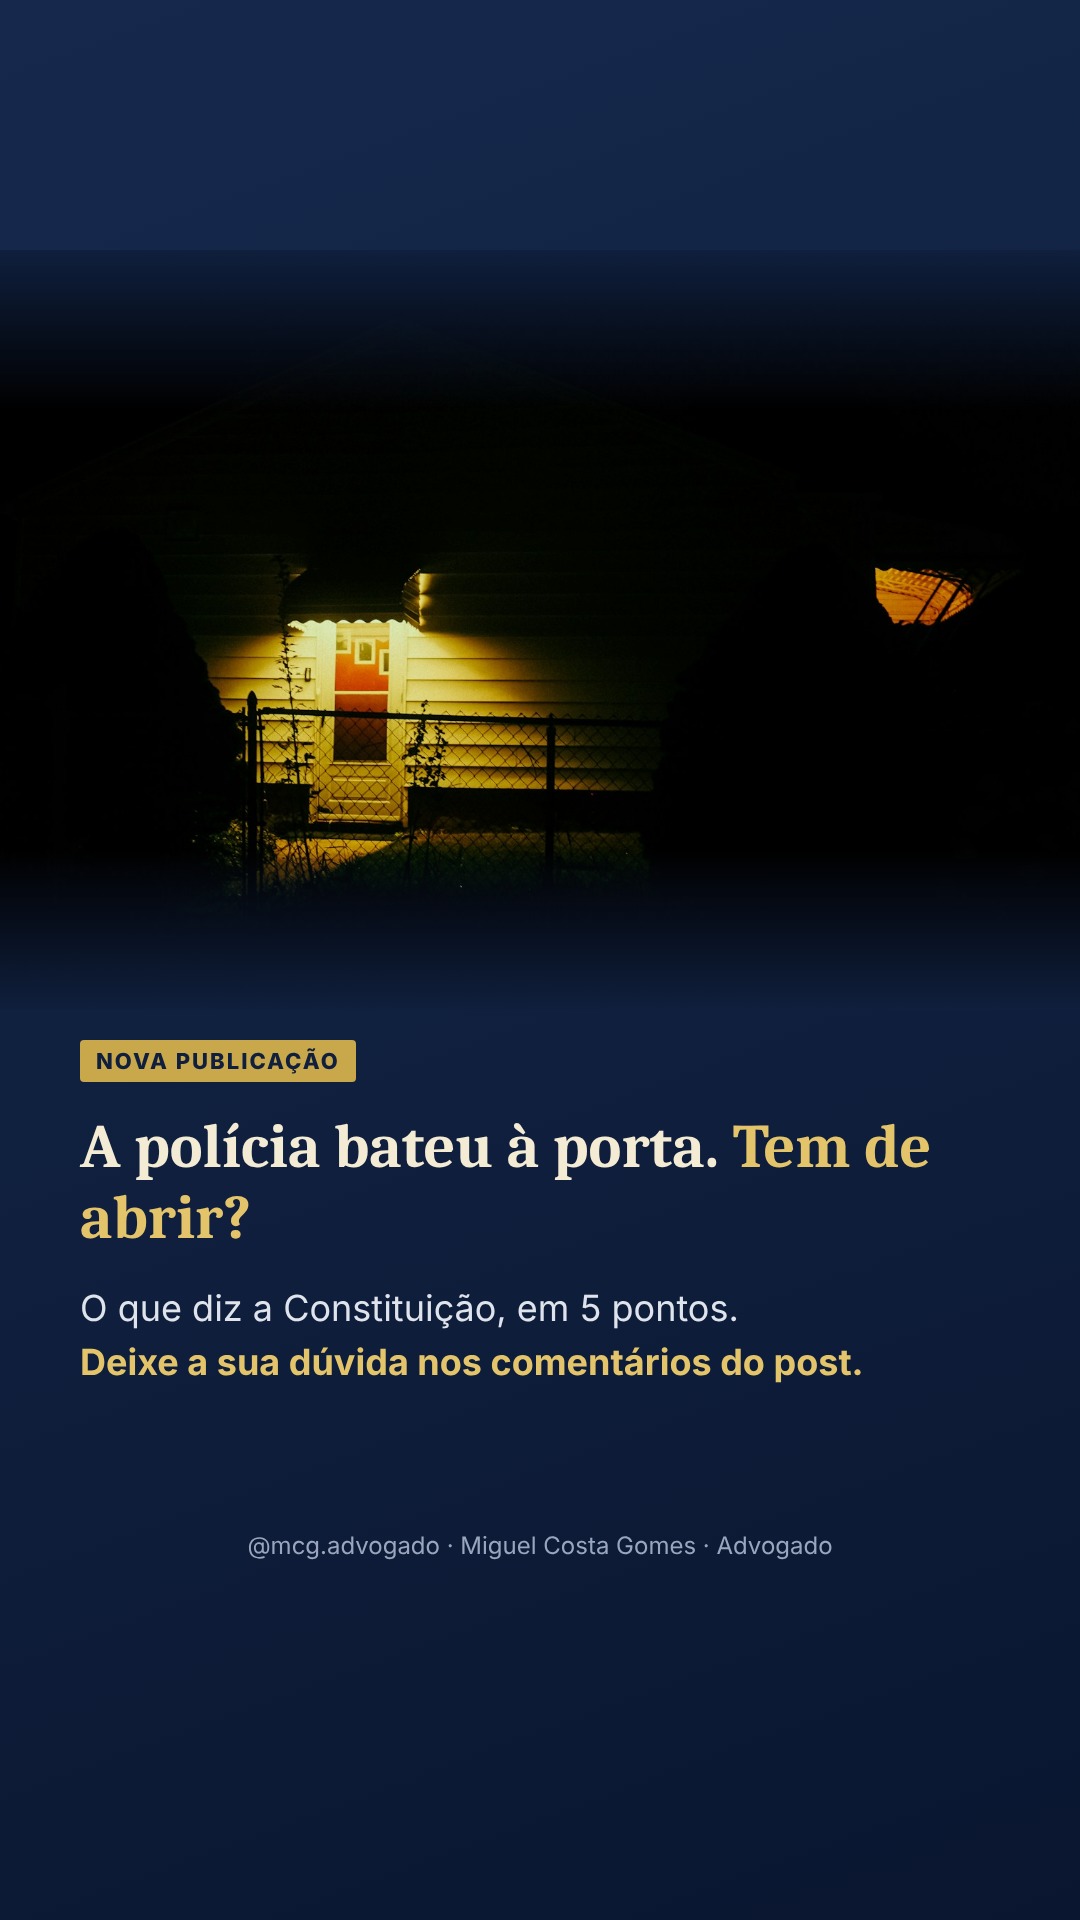 NOVA PUBLICAÇÃO
A polícia bateu à porta. Tem de
abrir?
O que diz a Constituição, em 5 pontos.
Deixe a sua dúvida nos comentários do post.
@mcg.advogado · Miguel Costa Gomes · Advogado